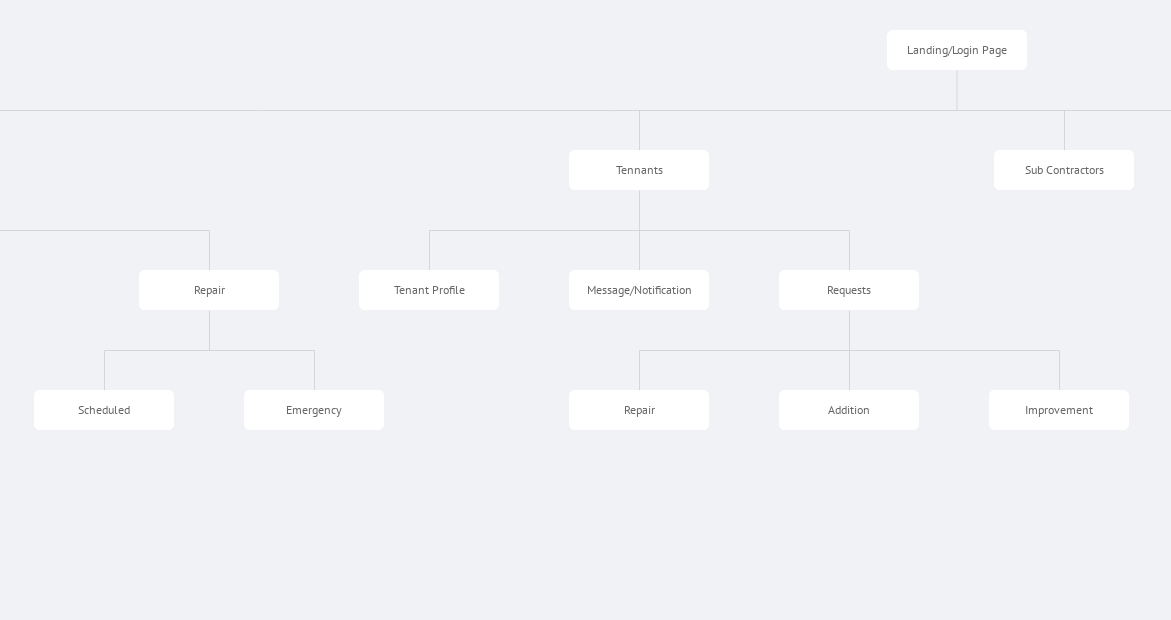 Landing/Login Page
Tennants
Sub Contractors
Repair
Tenant Profile
Message/Notification
Requests
Scheduled
Emergency
Repair
Addition
Improvement